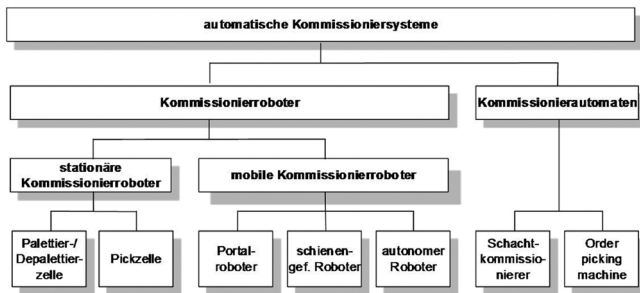 automatische Kommissioniersysteme
Kommissionierroboter
Kommissionierautomaten
stationäre
Kommissionierroboter
mobile Kommissionierroboter
Palettier-/
Depalettier-
zelle
Pickzelle
Portal-
roboter
schienen-
gef. Roboter
autonomer
Roboter
Schacht-
kommissio-
nierer
Order
picking
machine